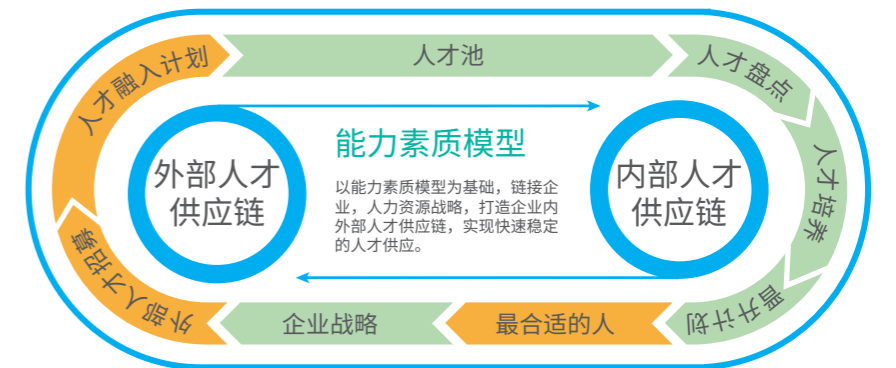 人才融入计划
人才池
人才盘点
人才培养
晋升计划
最合适的人
企业战略
外部人才招募
外部人才
供应链
能力素质模型
以能力素质模型为基础，链接企
业，人力资源战略，打造企业内
外部人才供应链，实现快速稳定
的人才供应。
内部人才
供应链